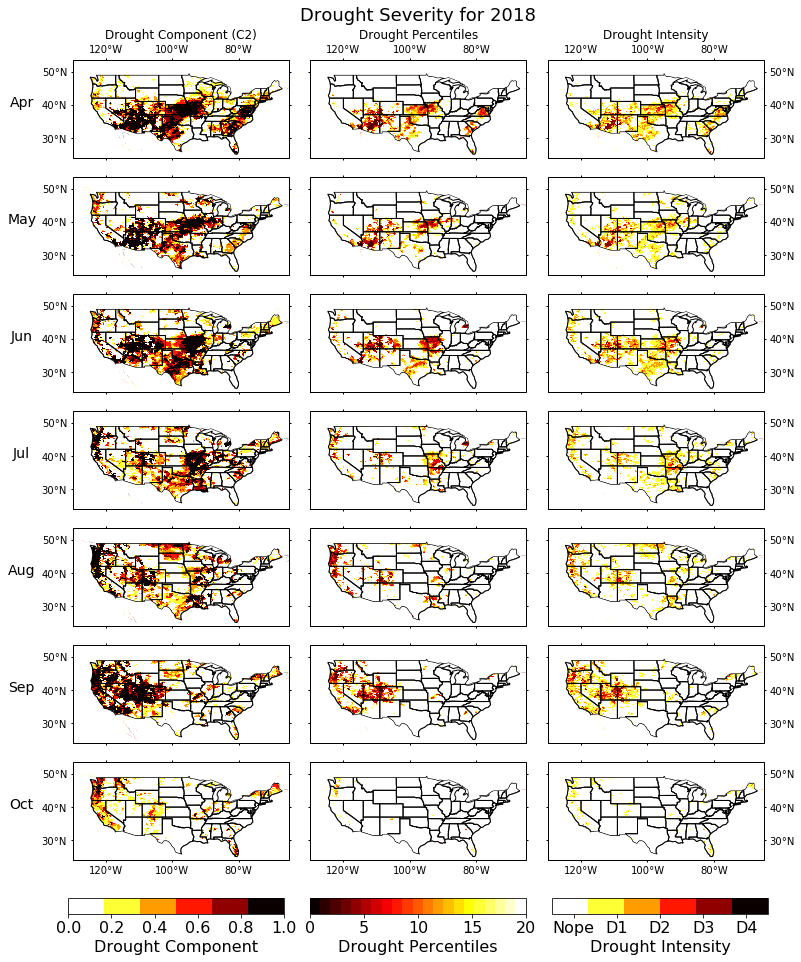 Drought Severity for 2018
Drought Component (C2) Drought Percentiles Drought Intensity
120°W 100°W 80°W 120°W 100°W 80°W 120°W 100°W 80°W
50°N 50°N
Apr 40°N 40°N
30°N 30°N
50°N 50°N
May 40°N 40°N
30°N 30°N
50°N 50°N
Jun 40°N 40°N
30°N 30°N
50°N 50°N
Jul 40°N 40°N
30°N 30°N
50°N 50°N
Aug 40°N 40°N
30°N 30°N
50°N 50°N
Sep 40°N 40°N
30°N 30°N
50°N 50°N
Oct 40°N 40°N
30°N 30°N
120°W 100°W 80°W 120°W 100°W 80°W 120°W 100°W 80°W
0.0 0.2 0.4 0.6 0.8 1.0 0 5 10 15 20 Nope D1 D2 D3 D4
Drought Component Drought Percentiles Drought Intensity